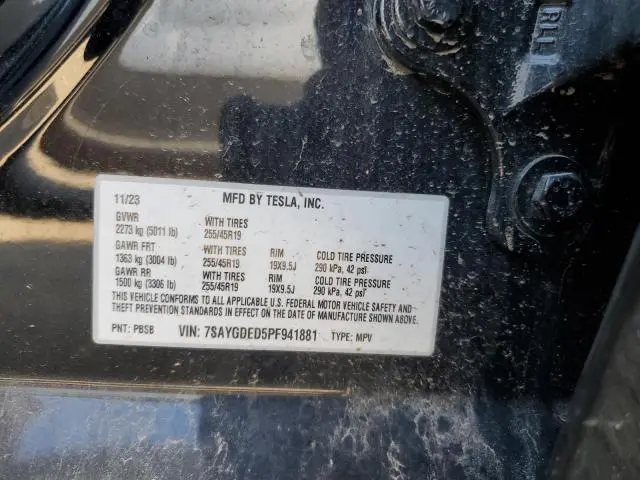 11/23 MFD BY TESLA, INC.
GVWR WITH TIRES
2273 kg (5011 lb) 255/45R19
GAWR FRT WITH TIRES RIM COLD TIRE PRESSURE
1363 kg (3004 lb) 255/45R19 19X9.5J 290 kPa, 42 psi
GAWR RR WITH TIRES RIM COLD TIRE PRESSURE
1500 kg (3306 lb) 255/45R19 19X9.5J 290 kPa, 42 psi
THIS VEHICLE CONFORMS TO ALL APPLICABLE U.S. FEDERAL MOTOR VEHICLE SAFETY AND
THEFT PREVENTION STANDARDS IN EFFECT ON THE DATE OF MANUFACTURE SHOWN ABOVE.
PNT: PBSB VIN: 7SAYGDED5PF941881 TYPE: MPV